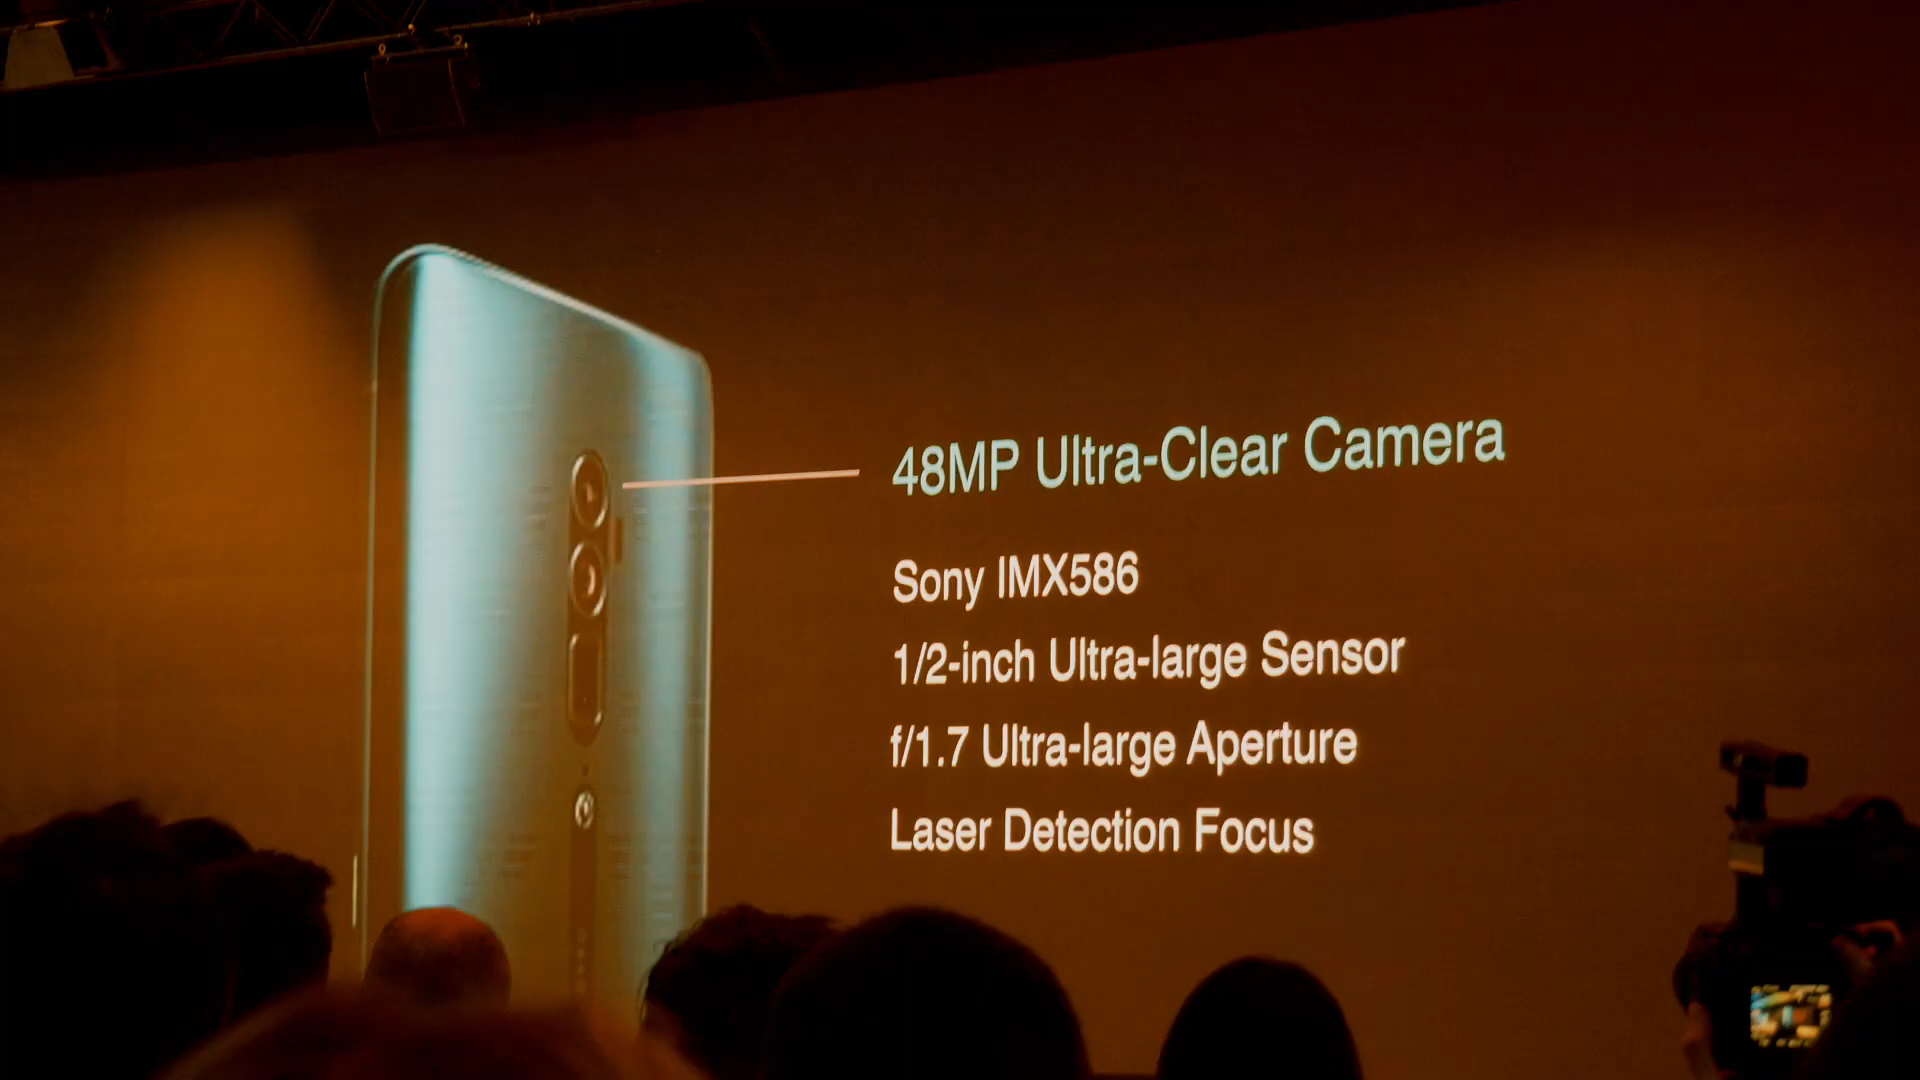 48MP Ultra-Clear Camera
Sony IMX586
1/2-inch Ultra-large Sensor
f/1.7 Ultra-large Aperture
Laser Detection Focus